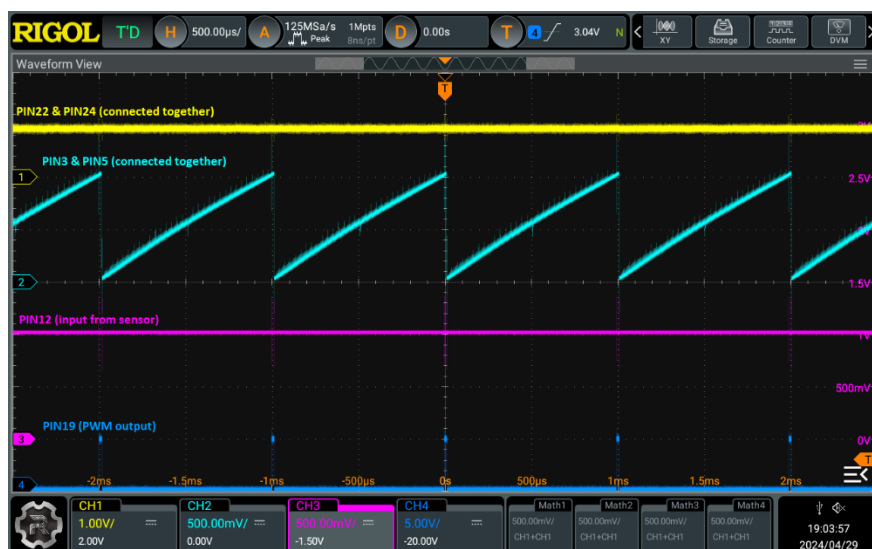 RIGOL T'D H 500.00µs/ A 125MSa/s 1Mpts D 0.00s T 4 3.04V N XY Storage Counter DVM
Peak 8ns/pt
Waveform View
T
PIN22 & PIN24 (connected together)
PIN3 & PIN5 (connected together)
1
2.5V
2
1.5V
PIN12 (input from sensor)
1V
500mV
PIN19 (PWM output)
3
0V
T
4
-2ms -1.5ms -1ms -500µs 0s 500µs 1ms 1.5ms 2ms
CH1 CH2 CH3 CH4 Math1 Math2 Math3 Math4
1.00V/ 500.00mV/ 500.00mV/ 5.00V/ 500.00mV/ 500.00mV/ 500.00mV/ 500.00mV/
2.00V 0.00V -1.50V -20.00V CH1+CH1 CH1+CH1 CH1+CH1 CH1+CH1
19:03:57
2024/04/29